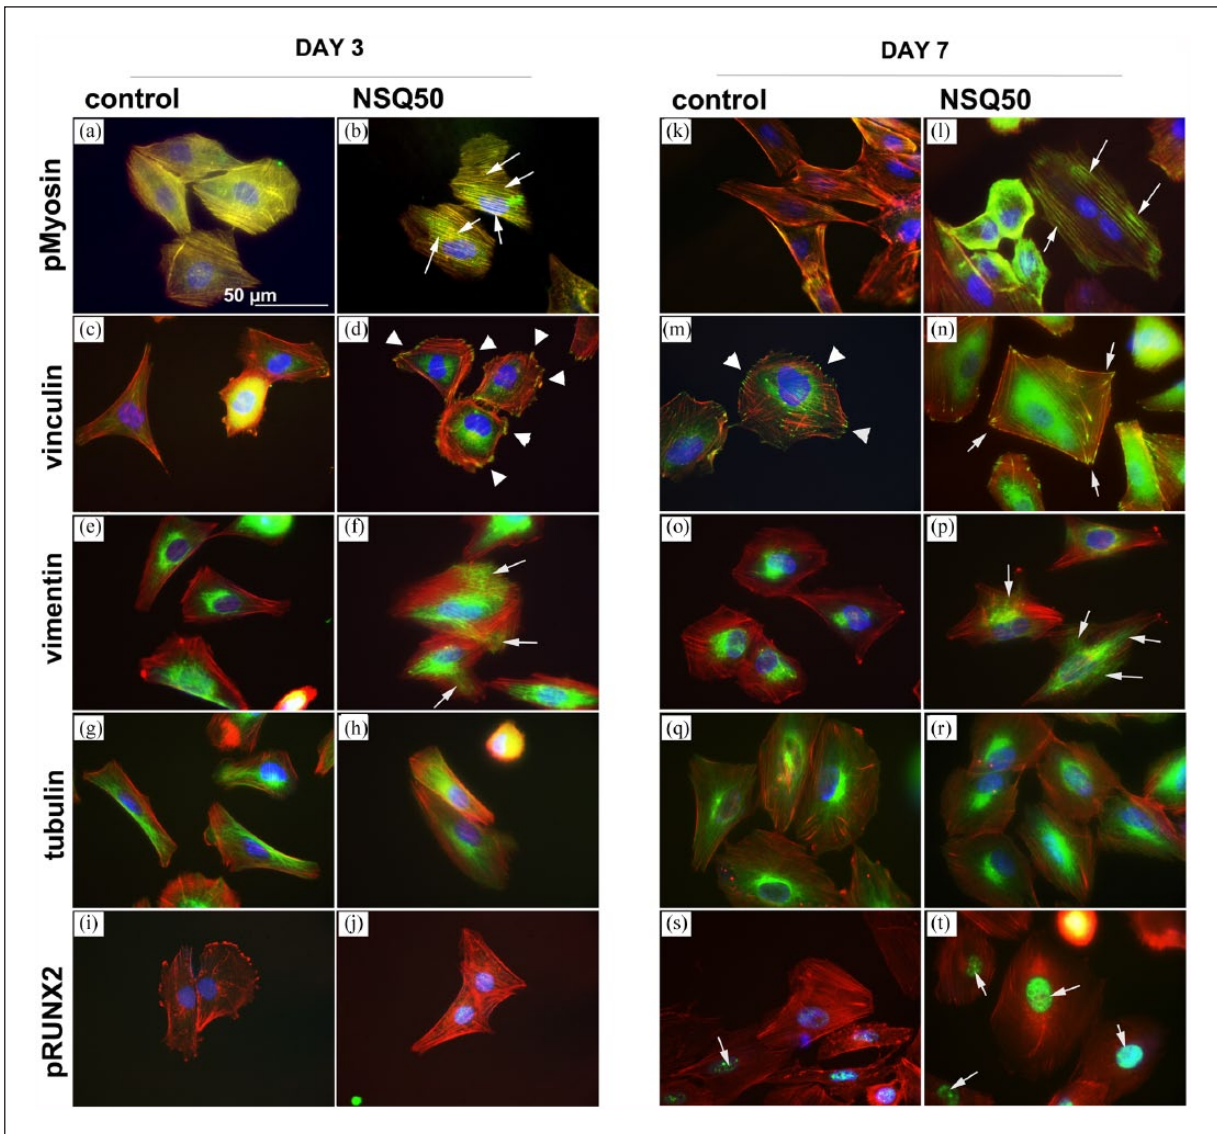 DAY 3 DAY 7
control NSQ50 control NSQ50
pMyosin (a) (b) (k) (l)
50 µm
vinculin (c) (d) (m) (n)
vimentin (e) (f) (o) (p)
tubulin (g) (h) (q) (r)
pRUNX2 (i) (j) (s) (t)